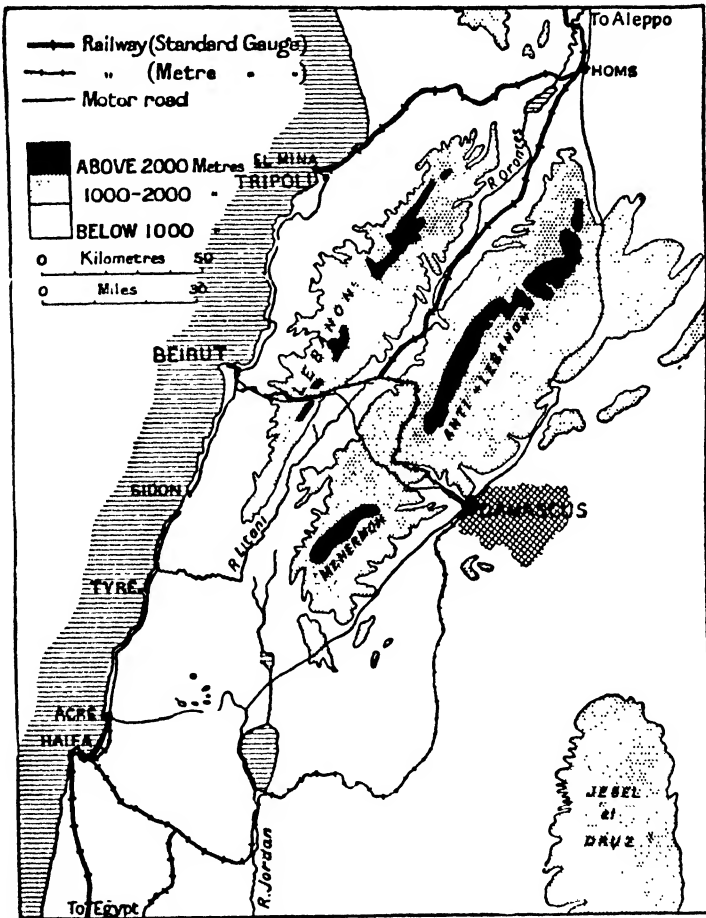 To Aleppo
Railway (Standard Gauge)
" (Metre " ")
Motor road
HOMS
ABOVE 2000 Metres
1000-2000 "
BELOW 1000 "
EL MINA
TRIPOLI
R. Orontes
0 Kilometres 50
0 Miles 30
LEBANON
BEIRUT
ANTI-LEBANON
SIDON
DAMASCUS
R. Litani
Mt HERMON
TYRE
ACRE
HAIFA
JEBEL
el
DRUZ
R. Jordan
To Egypt